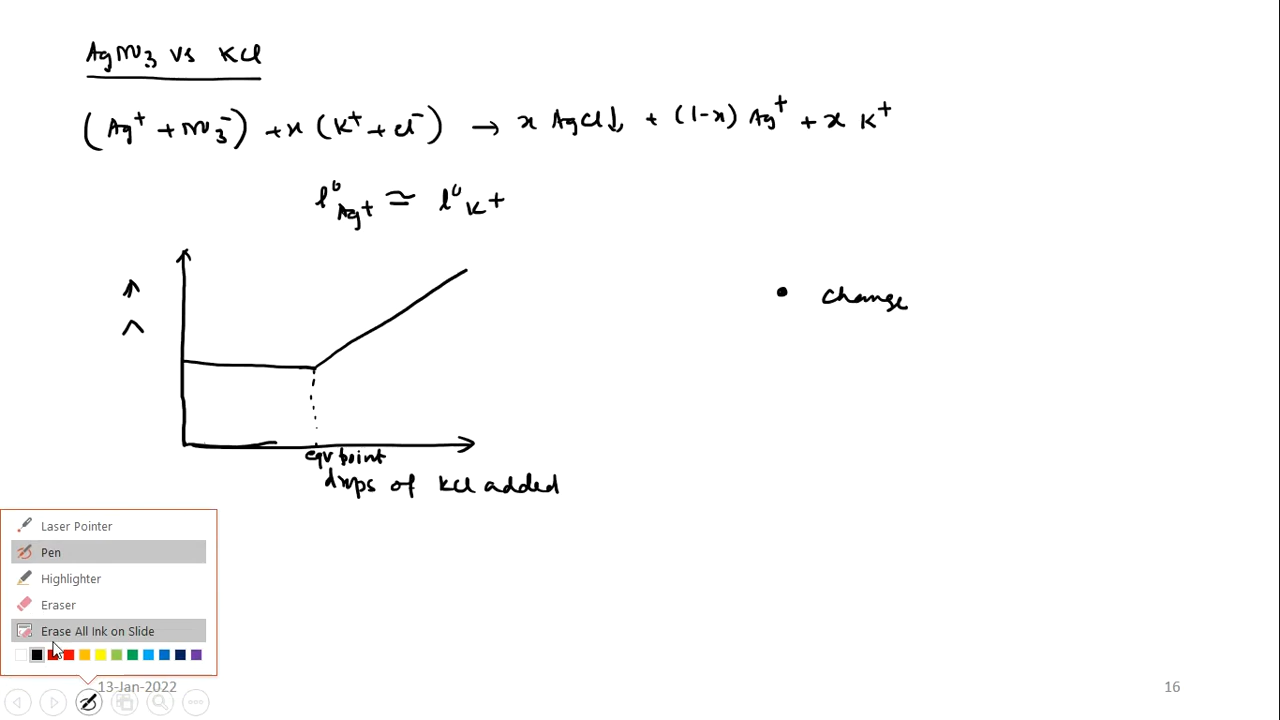 AgNO3 vs KCl
(Ag+ + NO3-) + x (K+ + Cl-) → x AgCl↓ + (1-x) Ag+ + x K+
l°Ag+ ≃ l°K+
↑
Λ
• change
eqv point
drops of KCl added
Laser Pointer
Pen
Highlighter
Eraser
Erase All Ink on Slide
13-Jan-2022
16